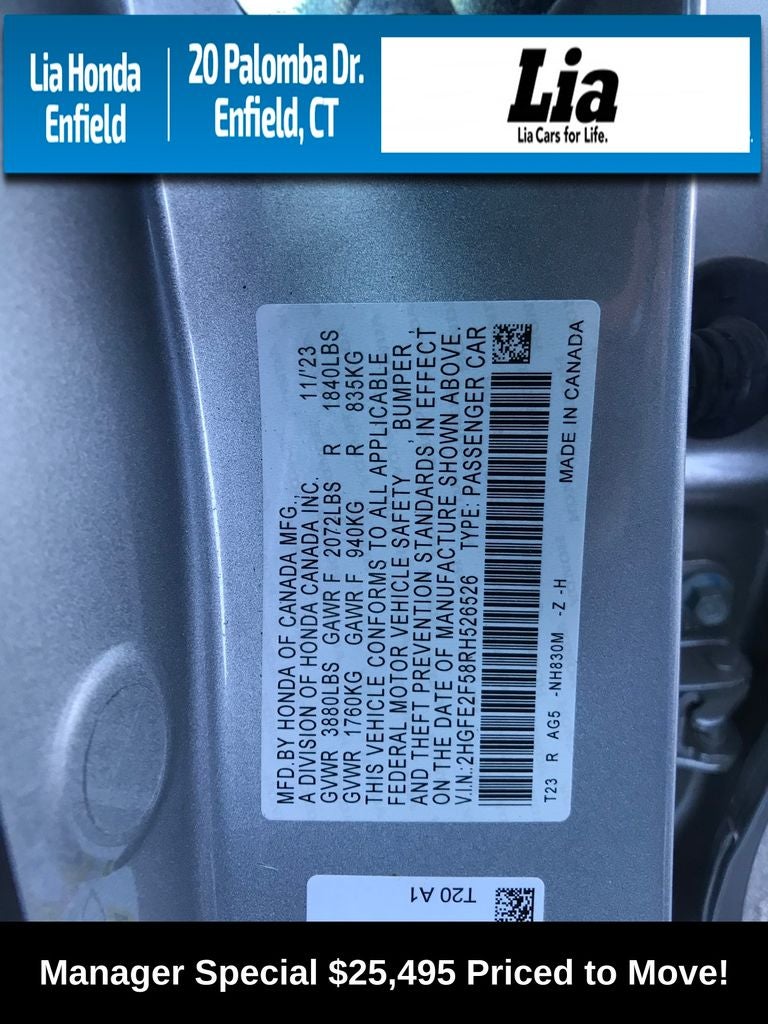 Lia Honda
Enfield
20 Palomba Dr.
Enfield, CT
Lia
Lia Cars for Life.
MFD.BY HONDA OF CANADA MFG., 11/'23
A DIVISION OF HONDA CANADA INC.
GVWR 3880LBS GAWR F 2072LBS R 1840LBS
GVWR 1760KG GAWR F 940KG R 835KG
THIS VEHICLE CONFORMS TO ALL APPLICABLE
FEDERAL MOTOR VEHICLE SAFETY , BUMPER ,
AND THEFT PREVENTION STANDARDS IN EFFECT
ON THE DATE OF MANUFACTURE SHOWN ABOVE.
V.I.N.:2HGFE2F58RH526526 TYPE: PASSENGER CAR
T23 R AG5 -NH830M -Z -H
MADE IN CANADA
T20 A1
Manager Special $25,495 Priced to Move!